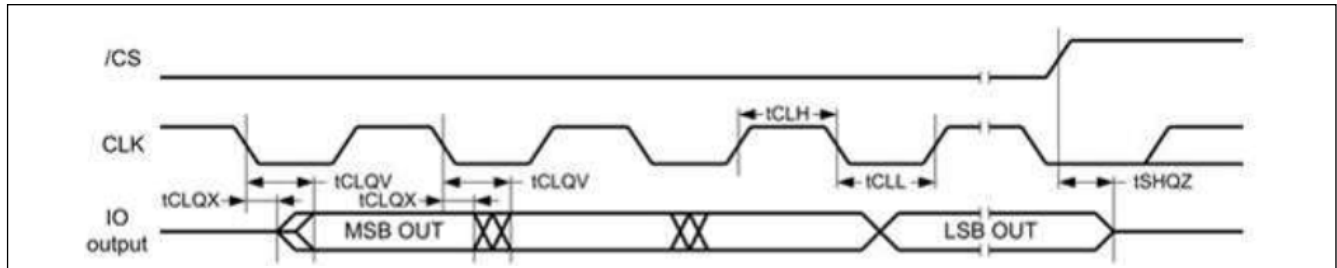 /CS
tCLH
CLK
tCLQV tCLQV tCLL tSHQZ
tCLQX tCLQX
IO
output
MSB OUT LSB OUT